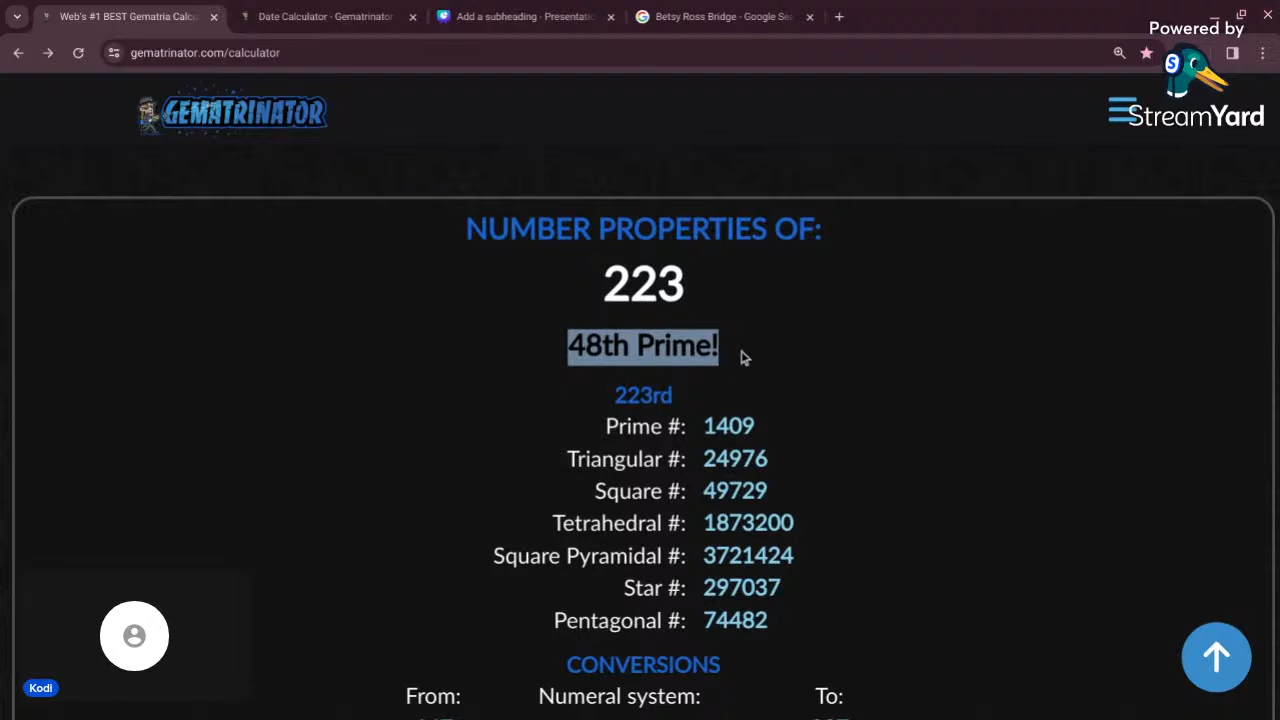 Web's #1 BEST Gematria Calcu
Date Calculator - Gematrinator
Add a subheading - Presentatio
Betsy Ross Bridge - Google Sea
gematrinator.com/calculator
Powered by
StreamYard
S
GEMATRINATOR
NUMBER PROPERTIES OF:
223
48th Prime!
223rd
Prime #: 1409
Triangular #: 24976
Square #: 49729
Tetrahedral #: 1873200
Square Pyramidal #: 3721424
Star #: 297037
Pentagonal #: 74482
CONVERSIONS
From: Numeral system: To:
Kodi